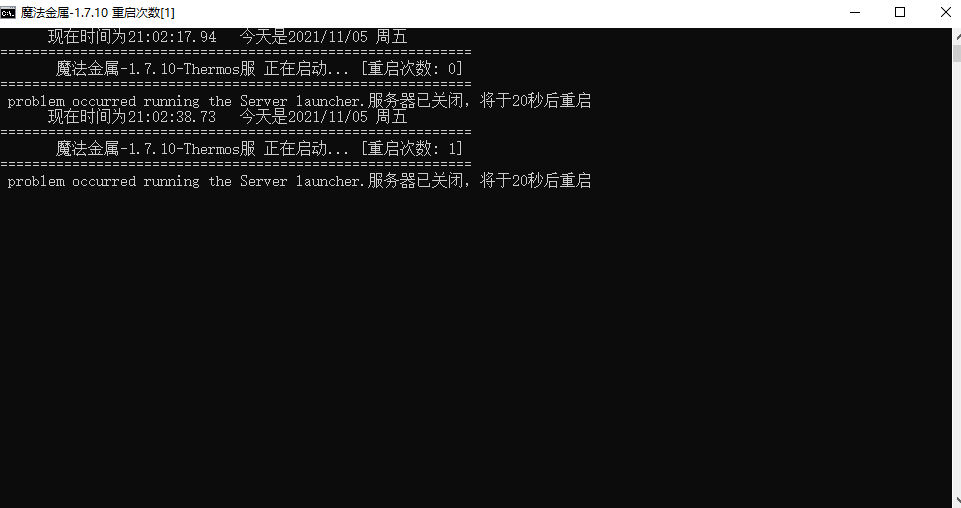 魔法金属-1.7.10 重启次数[1]
现在时间为21:02:17.94 今天是2021/11/05 周五
===========================================================
魔法金属-1.7.10-Thermos服 正在启动... [重启次数: 0]
===========================================================
problem occurred running the Server launcher.服务器已关闭, 将于20秒后重启
现在时间为21:02:38.73 今天是2021/11/05 周五
===========================================================
魔法金属-1.7.10-Thermos服 正在启动... [重启次数: 1]
===========================================================
problem occurred running the Server launcher.服务器已关闭, 将于20秒后重启